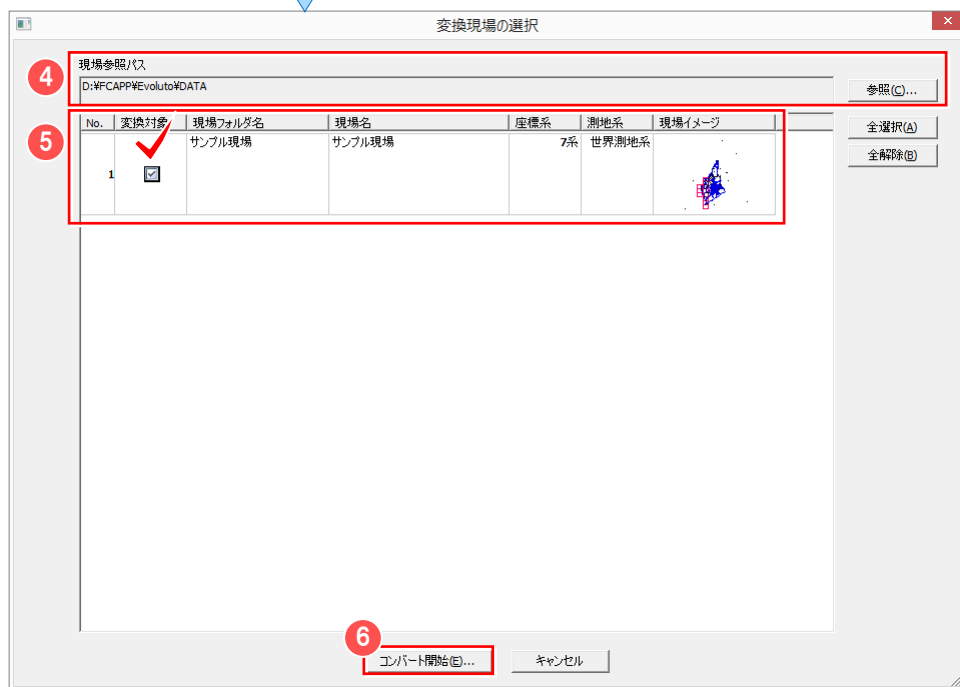 変換現場の選択
4
現場参照パス
D:¥FCAPP¥Evoluto¥DATA
参照(C)...
5
No. 変換対象 現場フォルダ名 現場名 座標系 測地系 現場イメージ
全選択(A)
サンプル現場 サンプル現場 7系 世界測地系
全解除(B)
1
6
コンバート開始(E)...
キャンセル